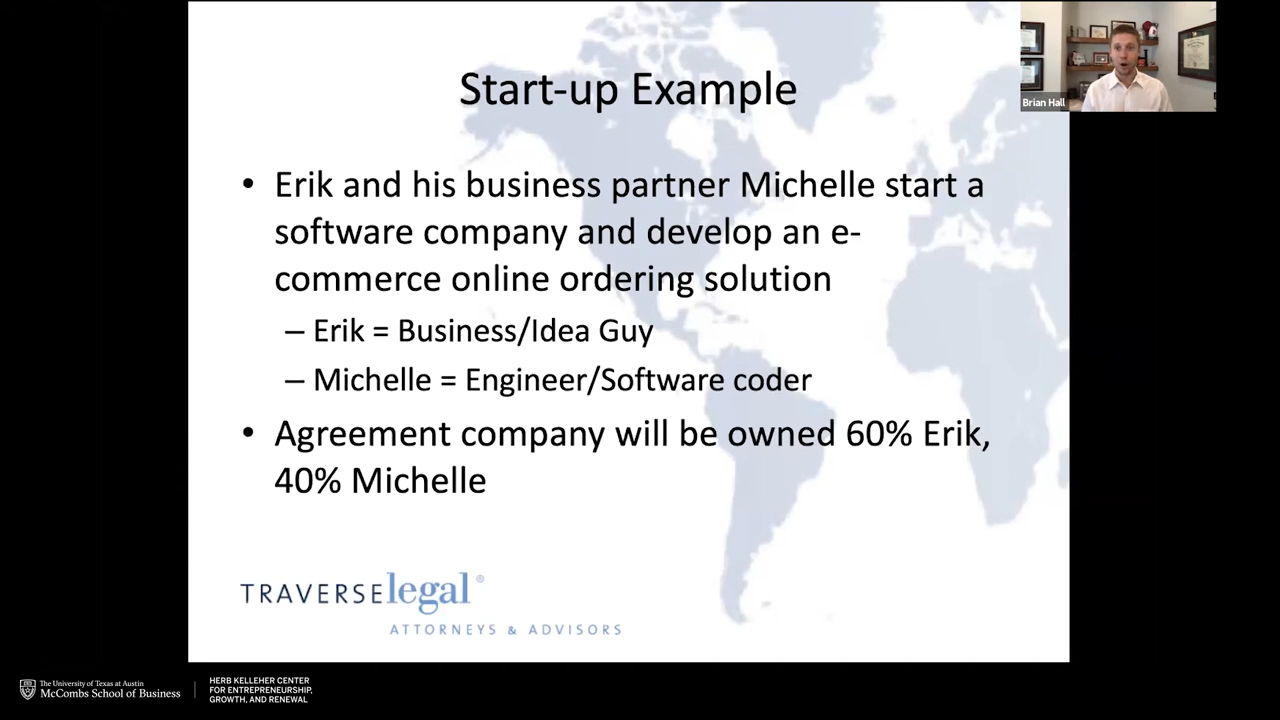 Start-up Example
• Erik and his business partner Michelle start a
software company and develop an e-
commerce online ordering solution
– Erik = Business/Idea Guy
– Michelle = Engineer/Software coder
• Agreement company will be owned 60% Erik,
40% Michelle
TRAVERSElegal®
ATTORNEYS & ADVISORS
Brian Hall
The University of Texas at Austin
McCombs School of Business
HERB KELLEHER CENTER
FOR ENTREPRENEURSHIP,
GROWTH, AND RENEWAL